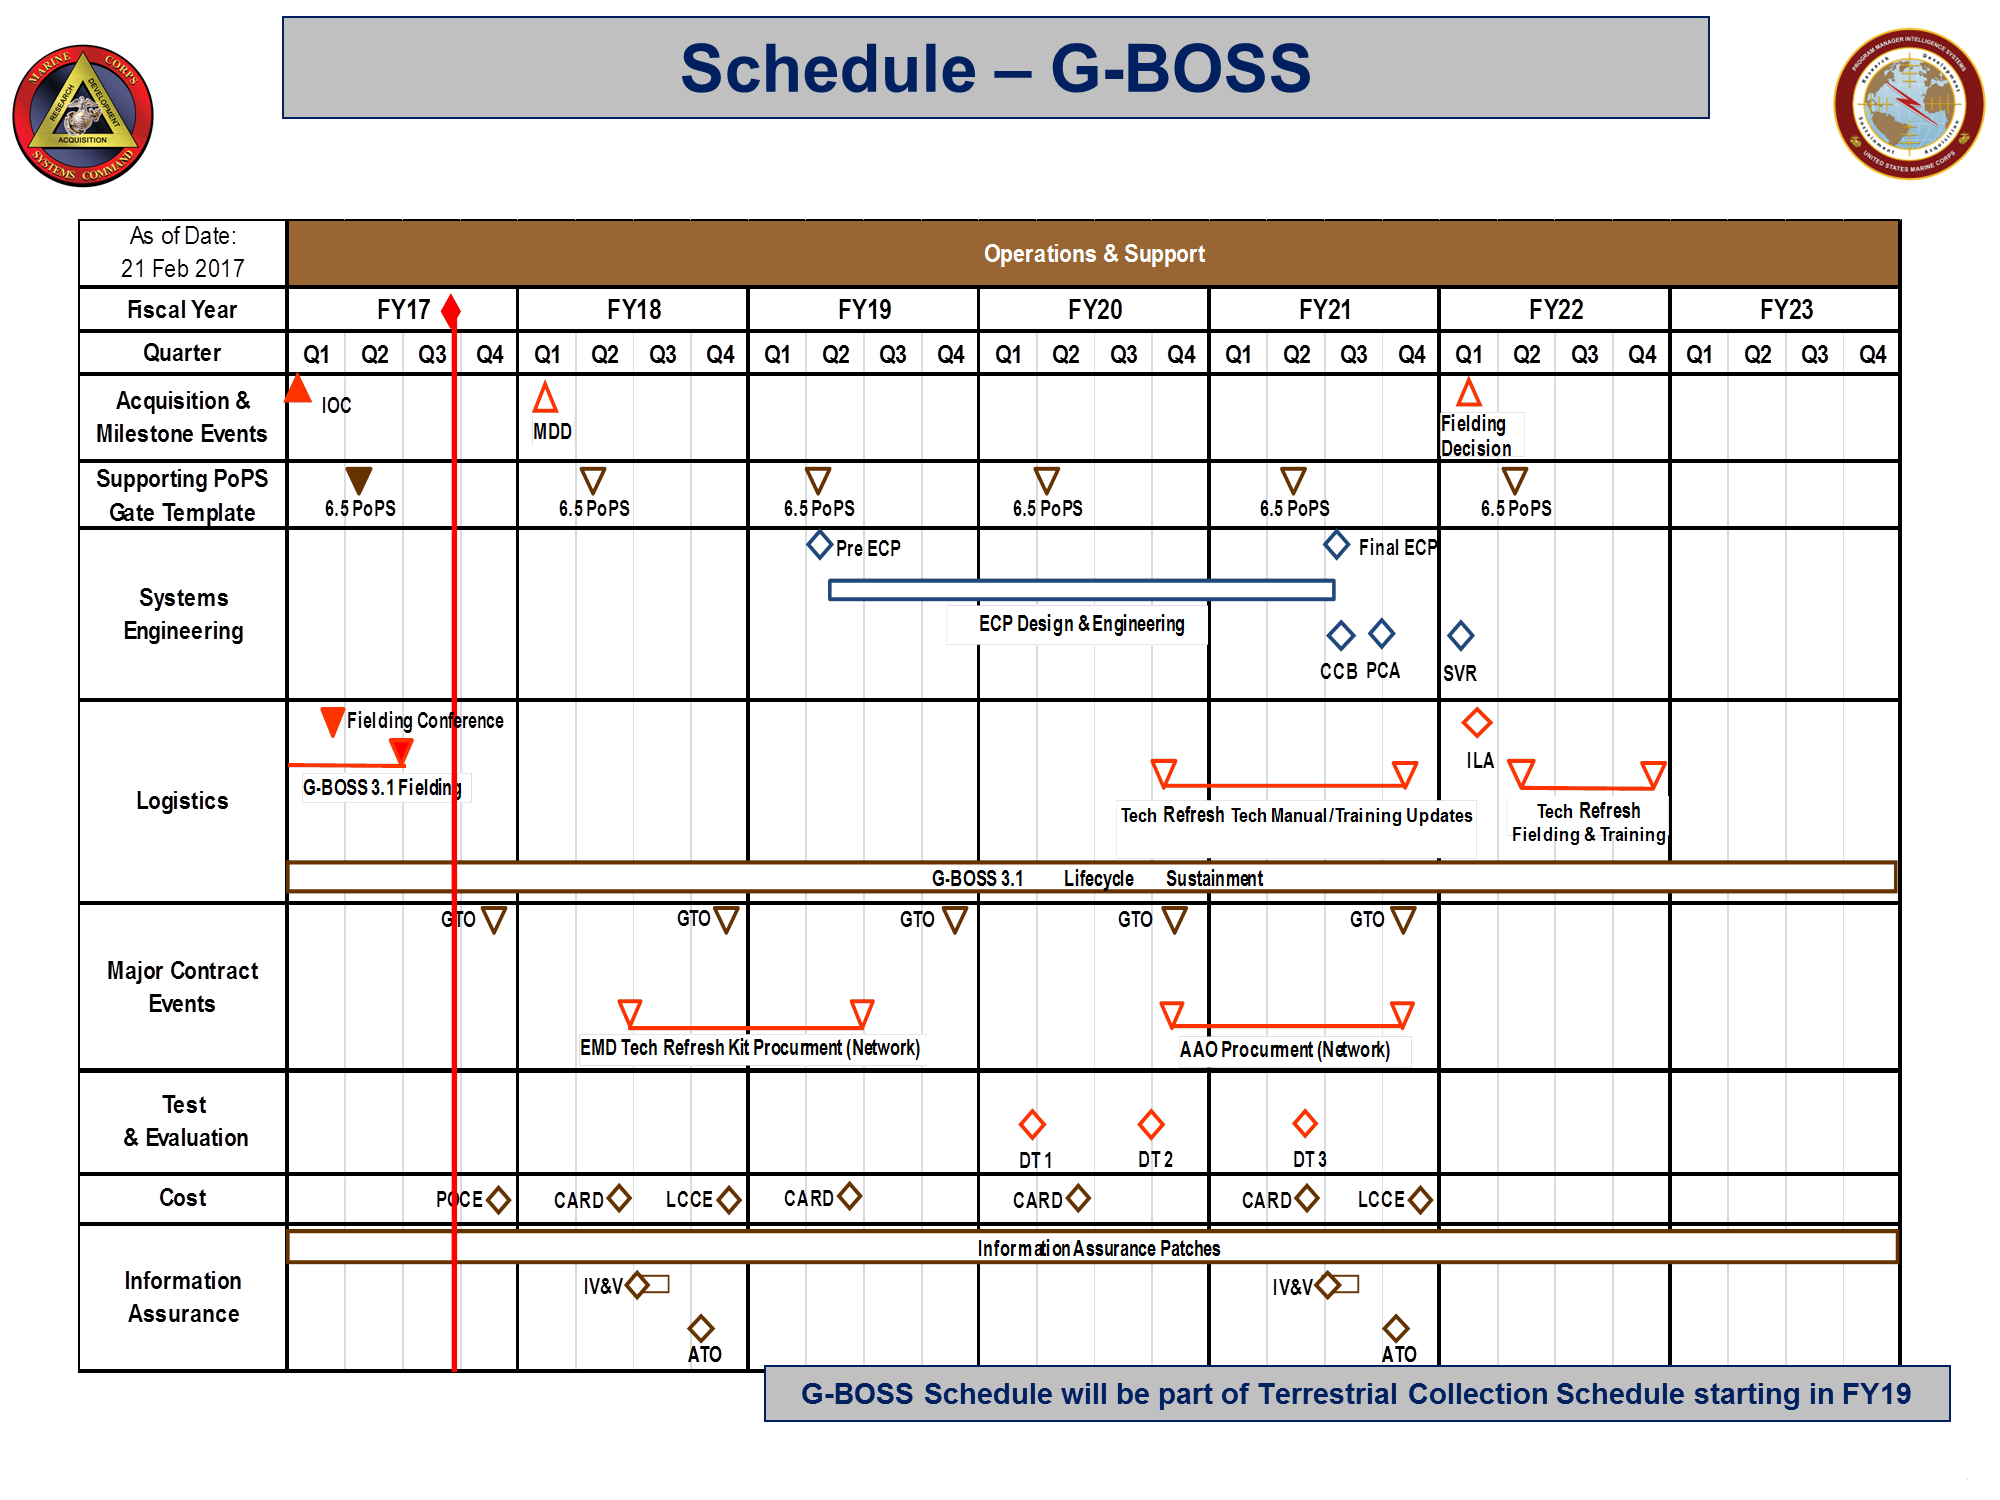 Schedule – G-BOSS
MARINE CORPS
RESEARCH
DEVELOPMENT
ACQUISITION
SYSTEMS COMMAND
PROGRAM MANAGER INTELLIGENCE SYSTEMS
Research Development
Sustainment Acquisition
UNITED STATES MARINE CORPS
As of Date:
21 Feb 2017
Operations & Support
Fiscal Year FY17 FY18 FY19 FY20 FY21 FY22 FY23
Quarter Q1 Q2 Q3 Q4 Q1 Q2 Q3 Q4 Q1 Q2 Q3 Q4 Q1 Q2 Q3 Q4 Q1 Q2 Q3 Q4 Q1 Q2 Q3 Q4 Q1 Q2 Q3 Q4
Acquisition &
Milestone Events
IOC
MDD
Fielding
Decision
Supporting PoPS
Gate Template
6.5 PoPS 6.5 PoPS 6.5 PoPS 6.5 PoPS 6.5 PoPS 6.5 PoPS
Systems
Engineering
Pre ECP
Final ECP
ECP Design & Engineering
CCB PCA SVR
Logistics
Fielding Conference
G-BOSS 3.1 Fielding
ILA
Tech Refresh Tech Manual/Training Updates
Tech Refresh
Fielding & Training
G-BOSS 3.1 Lifecycle Sustainment
Major Contract
Events
GTO GTO GTO GTO GTO
EMD Tech Refresh Kit Procurment (Network)
AAO Procurment (Network)
Test
& Evaluation
DT 1 DT 2 DT 3
Cost
POCE CARD LCCE CARD CARD CARD LCCE
Information
Assurance
Information Assurance Patches
IV&V IV&V
ATO ATO
G-BOSS Schedule will be part of Terrestrial Collection Schedule starting in FY19